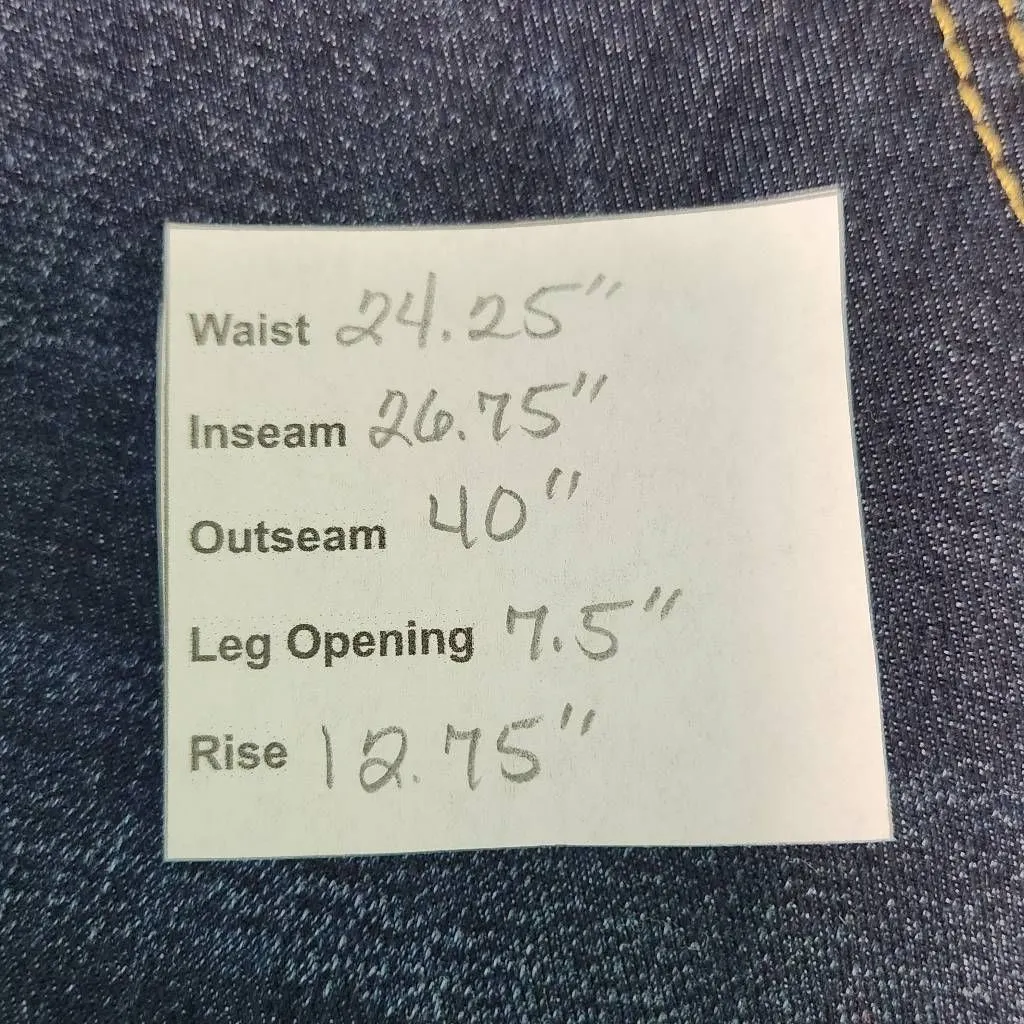 Waist 24.25"
Inseam 26.75"
Outseam 40"
Leg Opening 7.5"
Rise 12.75"